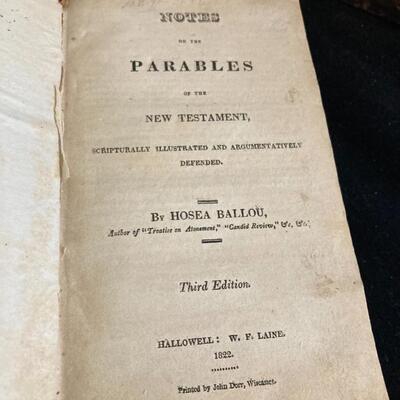 NOTES
ON THE
PARABLES
OF THE
NEW TESTAMENT,
SCRIPTURALLY ILLUSTRATED AND ARGUMENTATIVELY
DEFENDED.
BY HOSEA BALLOU,
Author of "Treatise on Atonement," "Candid Review," &c. &c.
Third Edition.
HALLOWELL: W. F. LAINE.
1822.
Printed by John Dorr, Wiscasset.